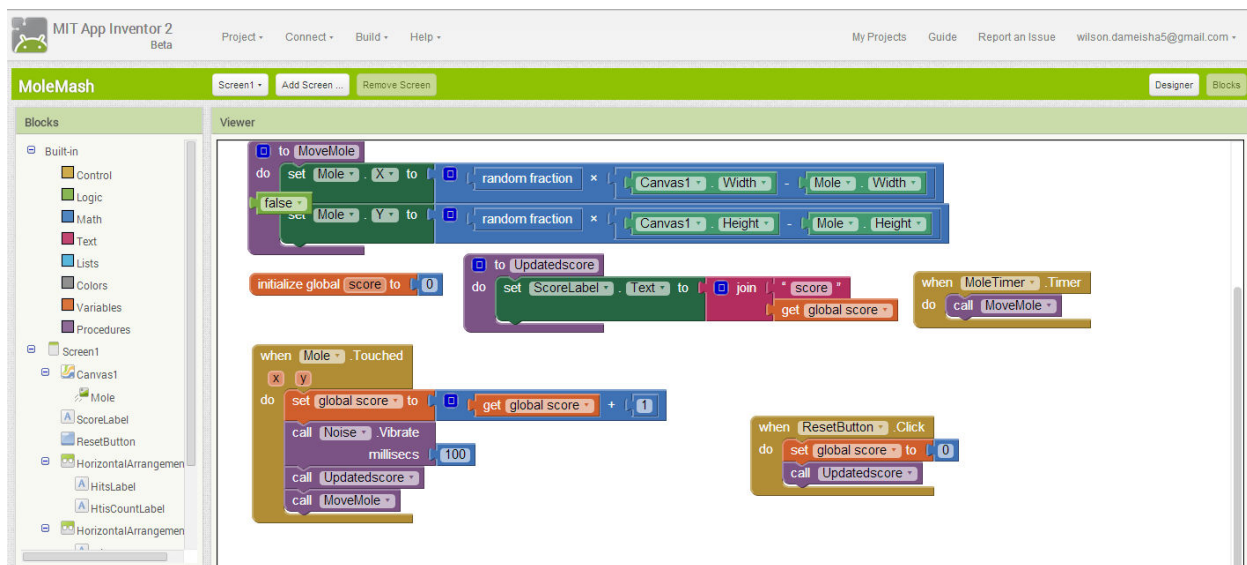 MIT App Inventor 2
Beta
Project Connect Build Help My Projects Guide Report an Issue wilson.dameisha5@gmail.com
MoleMash Screen1 Add Screen ... Remove Screen Designer Blocks
Blocks
Viewer
Built-in
Control
Logic
Math
Text
Lists
Colors
Variables
Procedures
Screen1
Canvas1
Mole
ScoreLabel
ResetButton
HorizontalArrangemen
HitsLabel
HtisCountLabel
HorizontalArrangemen
to MoveMole
do set Mole . X to random fraction × Canvas1 . Width - Mole . Width
false
set Mole . Y to random fraction × Canvas1 . Height - Mole . Height
initialize global score to 0
to Updatedscore
do set ScoreLabel . Text to join " score "
get global score
when MoleTimer .Timer
do call MoveMole
when Mole .Touched
x y
do set global score to get global score + 1
call Noise .Vibrate
millisecs 100
call Updatedscore
call MoveMole
when ResetButton .Click
do set global score to 0
call Updatedscore